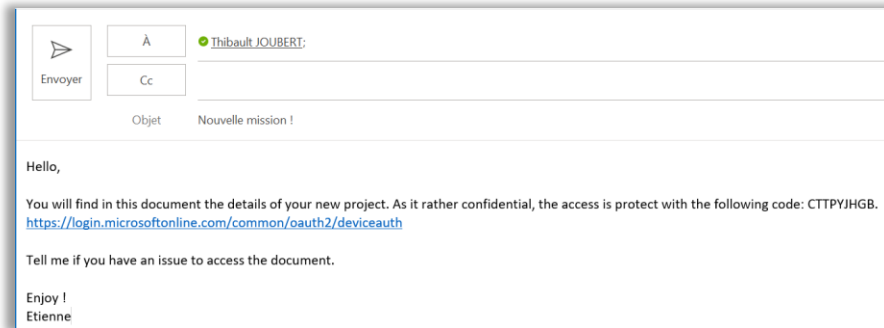 À
Thibault JOUBERT;
Envoyer
Cc
Objet
Nouvelle mission !
Hello,
You will find in this document the details of your new project. As it rather confidential, the access is protect with the following code: CTTPYJHGB.
https://login.microsoftonline.com/common/oauth2/deviceauth
Tell me if you have an issue to access the document.
Enjoy !
Etienne